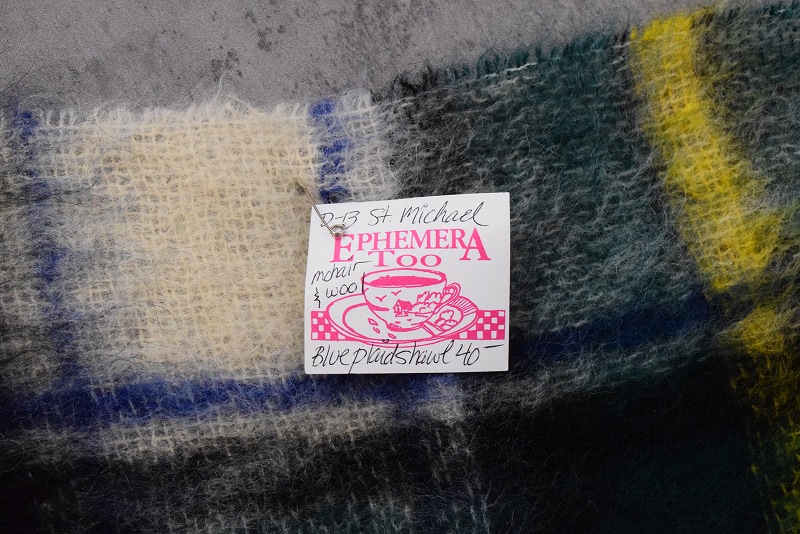 D-13 St. Michael
EPHEMERA
TOO
mohair
& wool
Blue plaid shawl 40-